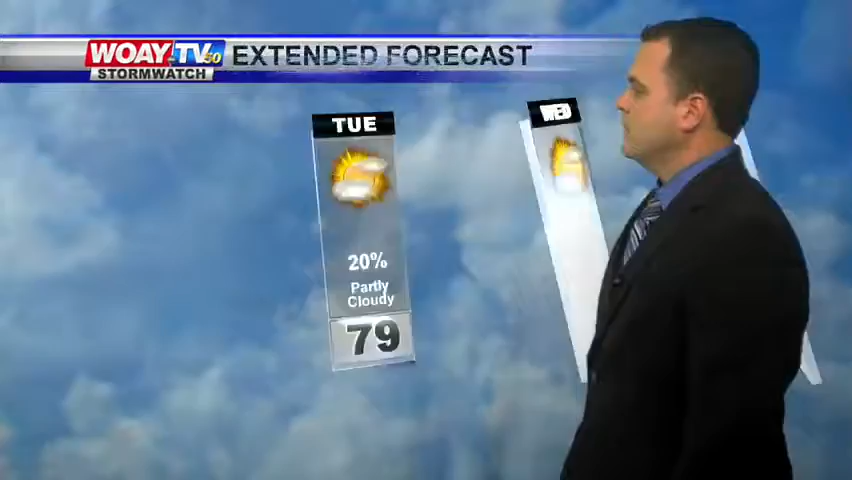 WOAY-TV 50
STORMWATCH
EXTENDED FORECAST
TUE
WED
20%
Partly
Cloudy
79